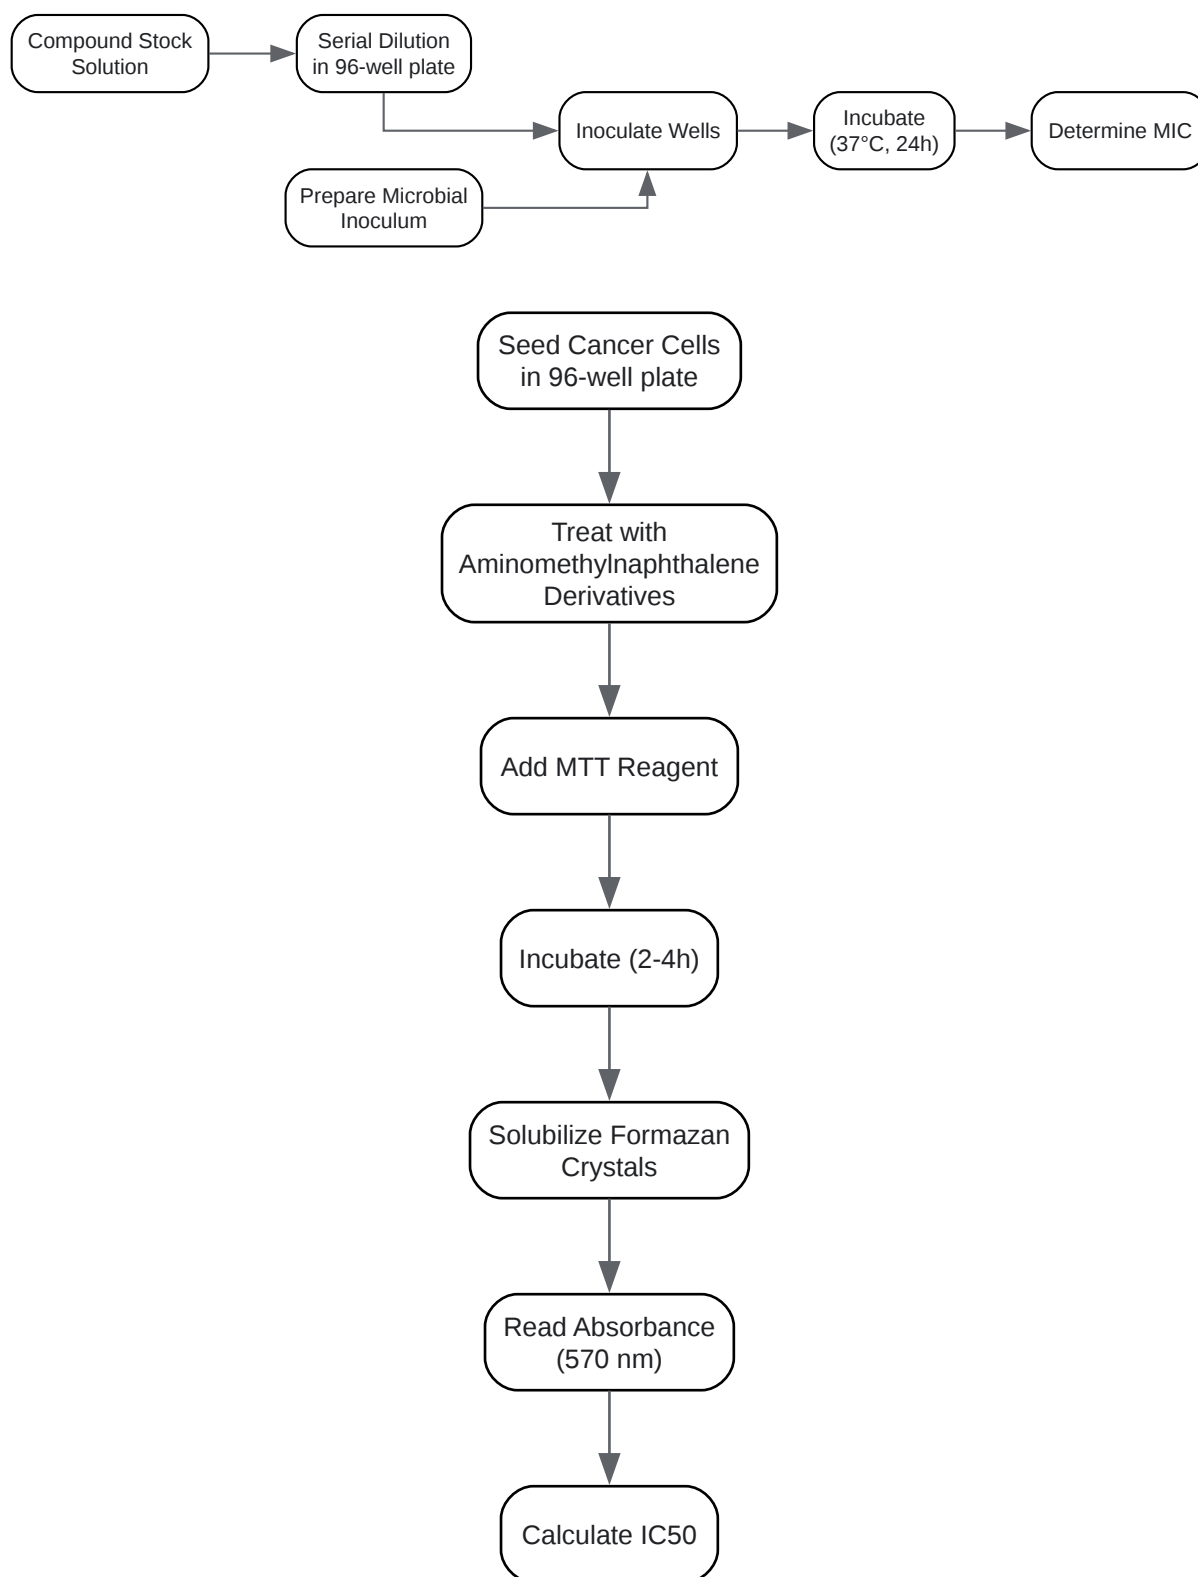 Compound Stock
Solution
Serial Dilution
in 96-well plate
Prepare Microbial
Inoculum
Inoculate Wells
Incubate
(37°C, 24h)
Determine MIC
Seed Cancer Cells
in 96-well plate
Treat with
Aminomethylnaphthalene
Derivatives
Add MTT Reagent
Incubate (2-4h)
Solubilize Formazan
Crystals
Read Absorbance
(570 nm)
Calculate IC50